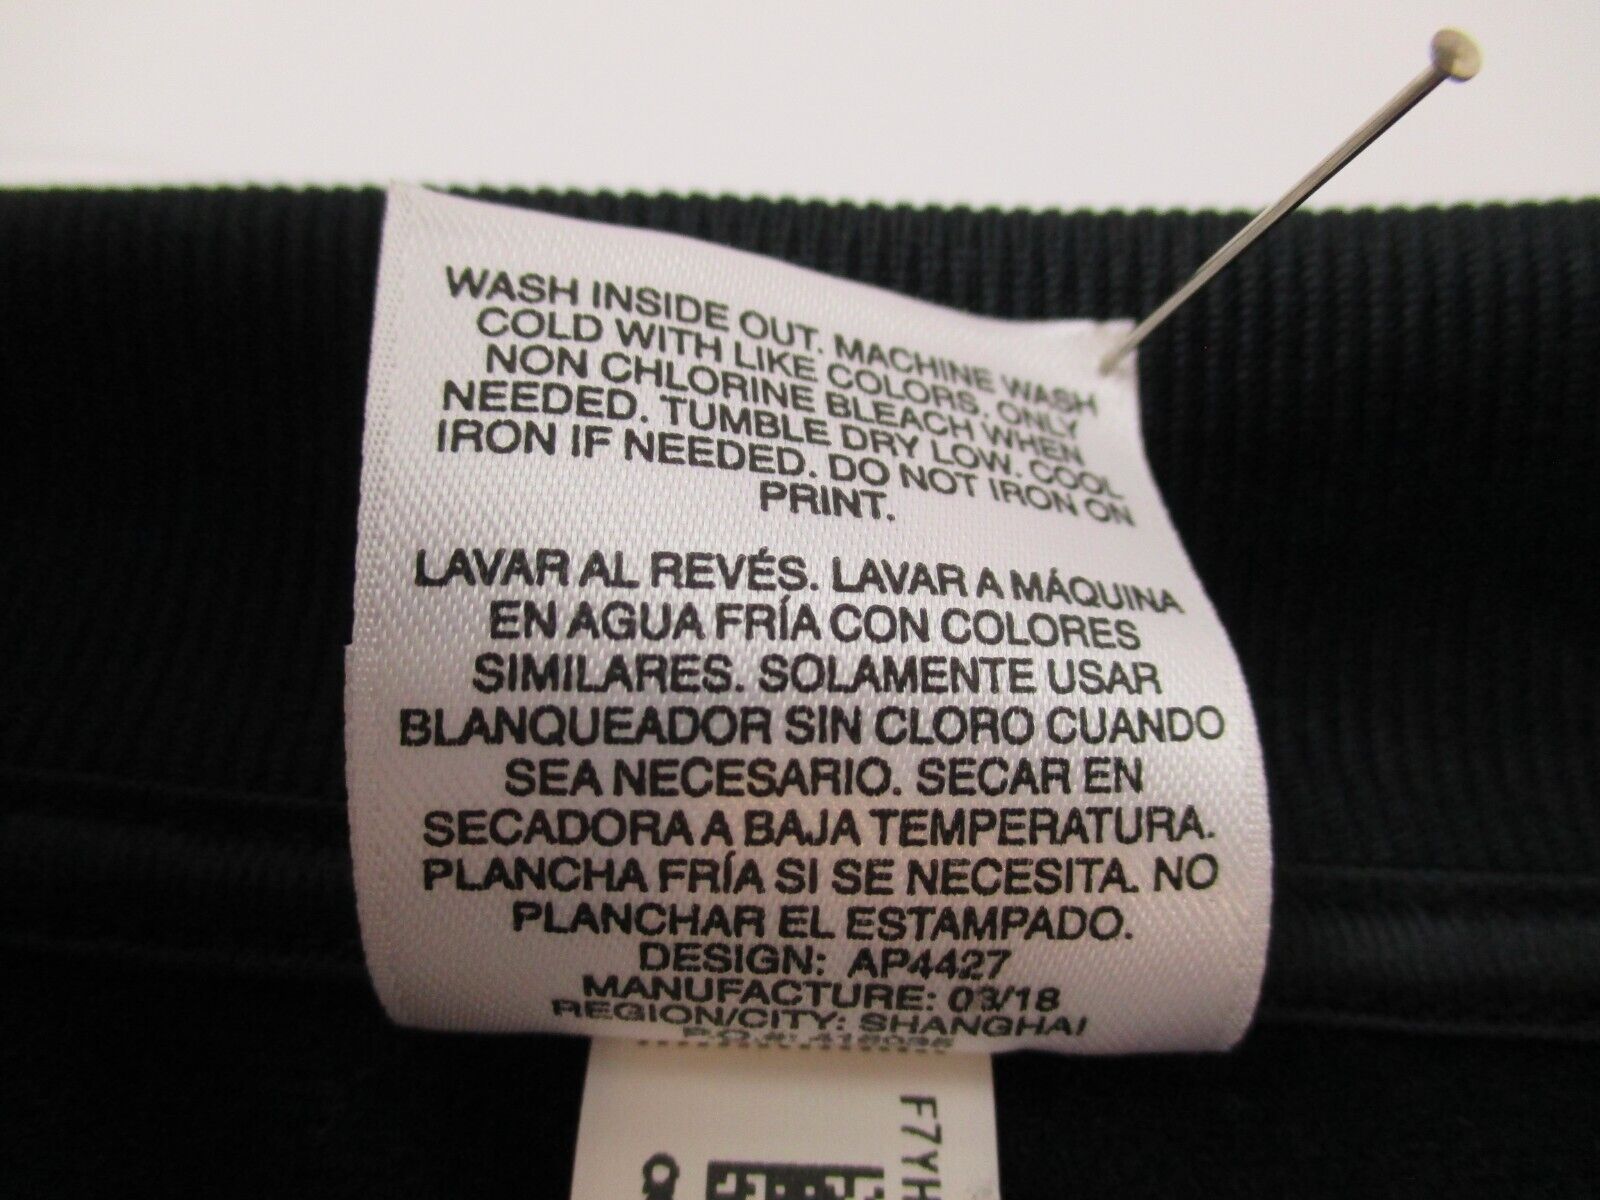 WASH INSIDE OUT. MACHINE WASH
COLD WITH LIKE COLORS. ONLY
NON CHLORINE BLEACH WHEN
NEEDED. TUMBLE DRY LOW. COOL
IRON IF NEEDED. DO NOT IRON ON
PRINT.
LAVAR AL REVÉS. LAVAR A MÁQUINA
EN AGUA FRÍA CON COLORES
SIMILARES. SOLAMENTE USAR
BLANQUEADOR SIN CLORO CUANDO
SEA NECESARIO. SECAR EN
SECADORA A BAJA TEMPERATURA.
PLANCHA FRÍA SI SE NECESITA. NO
PLANCHAR EL ESTAMPADO.
DESIGN: AP4427
MANUFACTURE: 03/18
REGION/CITY: SHANGHAI
P.O.#:
F7YH